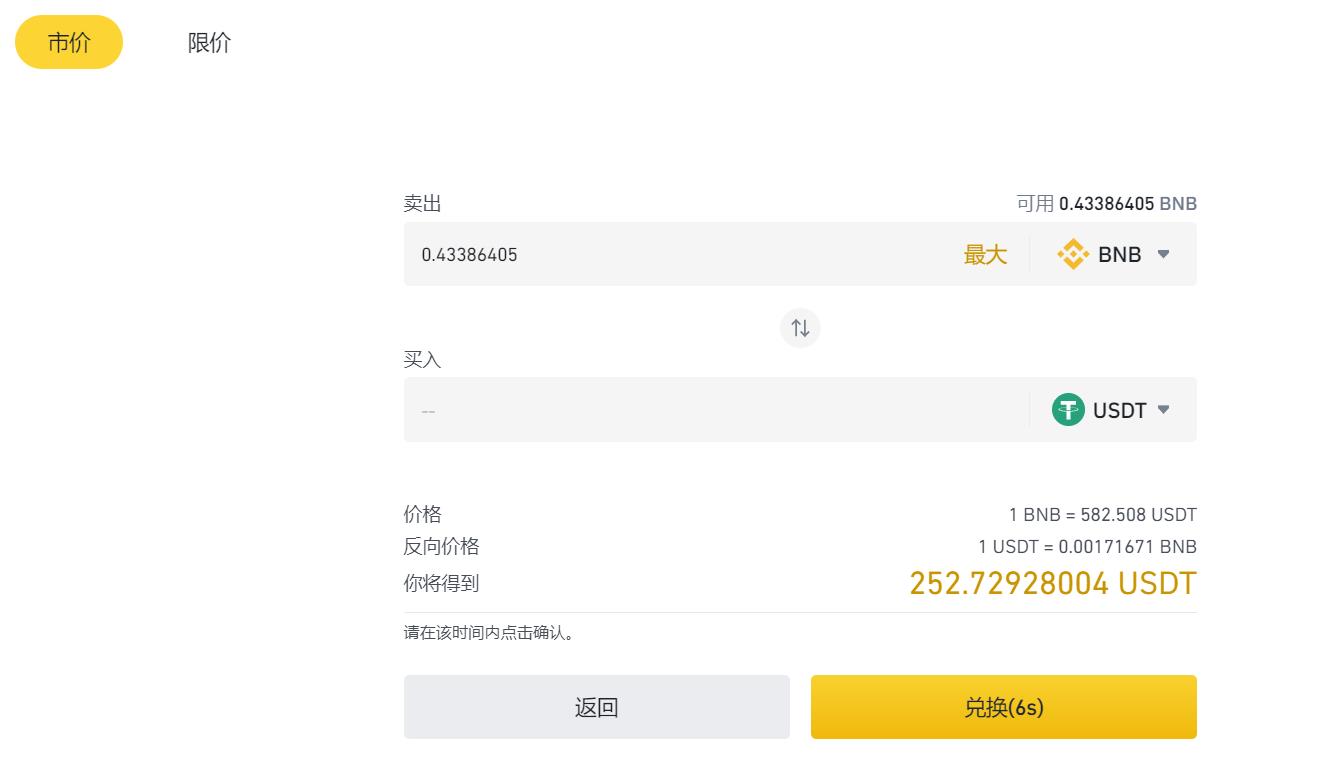 市价 限价
卖出 可用 0.43386405 BNB
0.43386405 最大 BNB
买入
-- USDT
价格 1 BNB = 582.508 USDT
反向价格 1 USDT = 0.00171671 BNB
你将得到 252.72928004 USDT
请在该时间内点击确认。
返回 兑换(6s)